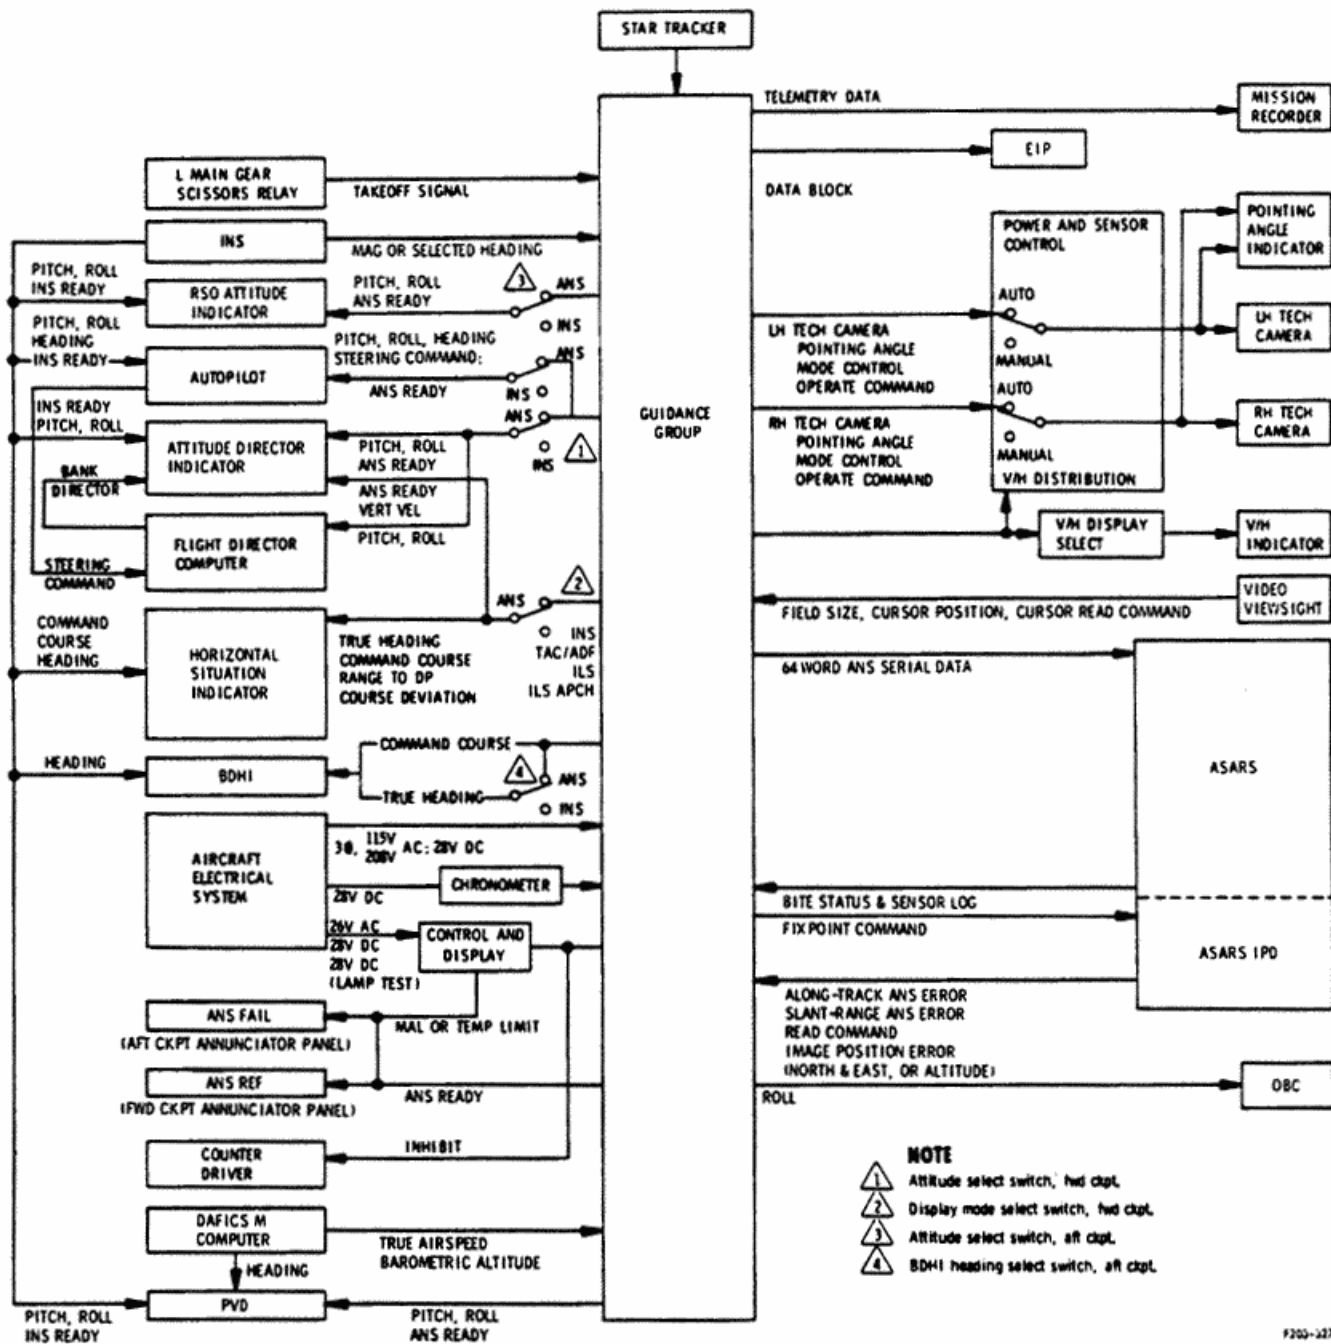 STAR TRACKER
TELEMETRY DATA
MISSION
RECORDER
EIP
DATA BLOCK
L MAIN GEAR
SCISSORS RELAY
TAKEOFF SIGNAL
INS
MAG OR SELECTED HEADING
PITCH, ROLL
INS READY
RSO ATTITUDE
INDICATOR
PITCH, ROLL
ANS READY
3
ANS
INS
PITCH, ROLL
HEADING
INS READY
AUTOPILOT
PITCH, ROLL, HEADING
STEERING COMMAND:
ANS READY
ANS
INS
INS READY
PITCH, ROLL
ATTITUDE DIRECTOR
INDICATOR
PITCH, ROLL
ANS READY
ANS
INS
1
BANK
DIRECTOR
ANS READY
VERT VEL
PITCH, ROLL
FLIGHT DIRECTOR
COMPUTER
STEERING
COMMAND
COMMAND
COURSE
HEADING
HORIZONTAL
SITUATION
INDICATOR
TRUE HEADING
COMMAND COURSE
RANGE TO DP
COURSE DEVIATION
2
ANS
INS
TAC/ADF
ILS
ILS APCH
HEADING
BDHI
COMMAND COURSE
TRUE HEADING
4
ANS
INS
AIRCRAFT
ELECTRICAL
SYSTEM
3Ø, 115V
208V AC: 28V DC
28V DC
CHRONOMETER
26V AC
28V DC
28V DC
(LAMP TEST)
CONTROL AND
DISPLAY
ANS FAIL
(AFT CKPT ANNUNCIATOR PANEL)
MAL OR TEMP LIMIT
ANS REF
(FWD CKPT ANNUNCIATOR PANEL)
ANS READY
COUNTER
DRIVER
INHIBIT
DAFICS M
COMPUTER
TRUE AIRSPEED
BAROMETRIC ALTITUDE
HEADING
PVD
PITCH, ROLL
INS READY
PITCH, ROLL
ANS READY
GUIDANCE
GROUP
POWER AND SENSOR
CONTROL
AUTO
MANUAL
AUTO
MANUAL
V/H DISTRIBUTION
POINTING
ANGLE
INDICATOR
LH TECH CAMERA
POINTING ANGLE
MODE CONTROL
OPERATE COMMAND
LH TECH
CAMERA
RH TECH CAMERA
POINTING ANGLE
MODE CONTROL
OPERATE COMMAND
RH TECH
CAMERA
V/H DISPLAY
SELECT
V/H
INDICATOR
VIDEO
VIEWSIGHT
FIELD SIZE, CURSOR POSITION, CURSOR READ COMMAND
64 WORD ANS SERIAL DATA
ASARS
BITE STATUS & SENSOR LOG
FIXPOINT COMMAND
ASARS IPD
ALONG-TRACK ANS ERROR
SLANT-RANGE ANS ERROR
READ COMMAND
IMAGE POSITION ERROR
(NORTH & EAST, OR ALTITUDE)
ROLL
OBC
NOTE
1 Attitude select switch, fwd ckpt.
2 Display mode select switch, fwd ckpt.
3 Attitude select switch, aft ckpt.
4 BDHI heading select switch, aft ckpt.